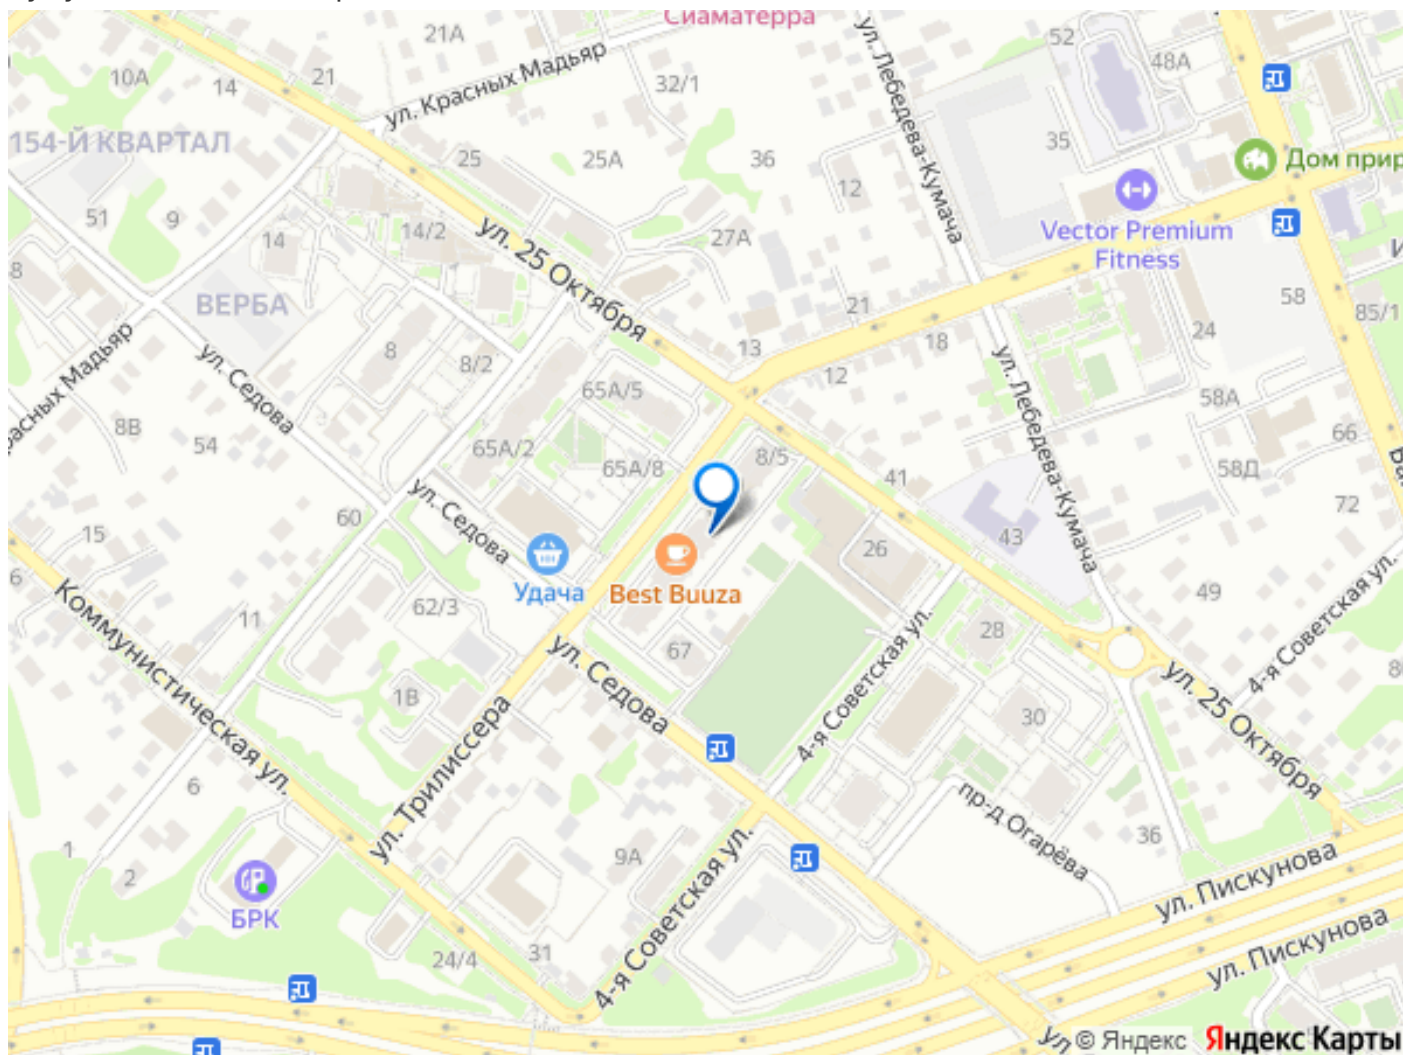 Сиаматерра
21А
52
48А
10А
14
21
ул. Красных Мадьяр
32/1
ул. Лебедева-Кумача
154-Й КВАРТАЛ
25
25А
36
35
12
Дом прир
51
9
14
14/2
ул. 25 Октября
27А
Vector Premium
Fitness
8
ВЕРБА
21
58
85/1
24
18
13
12
8
8/2
ул. Седова
65А/5
ул. Лебедева-Кумача
58А
66
8В
54
65А/2
65А/8
8/5
41
58Д
72
ул. Седова
60
15
43
26
Удача
Best Buuza
49
6
Коммунистическая ул.
11
62/3
28
4-я Советская ул.
67
ул. Седова
1В
4-я Советская ул.
30
ул. 25 Октября
ул. Трилиссера
6
пр-д Огарёва
36
1
2
9А
БРК
ул. Пискунова
24/4
31
4-я Советская ул.
ул. Пискунова
© Яндекс Яндекс Карты